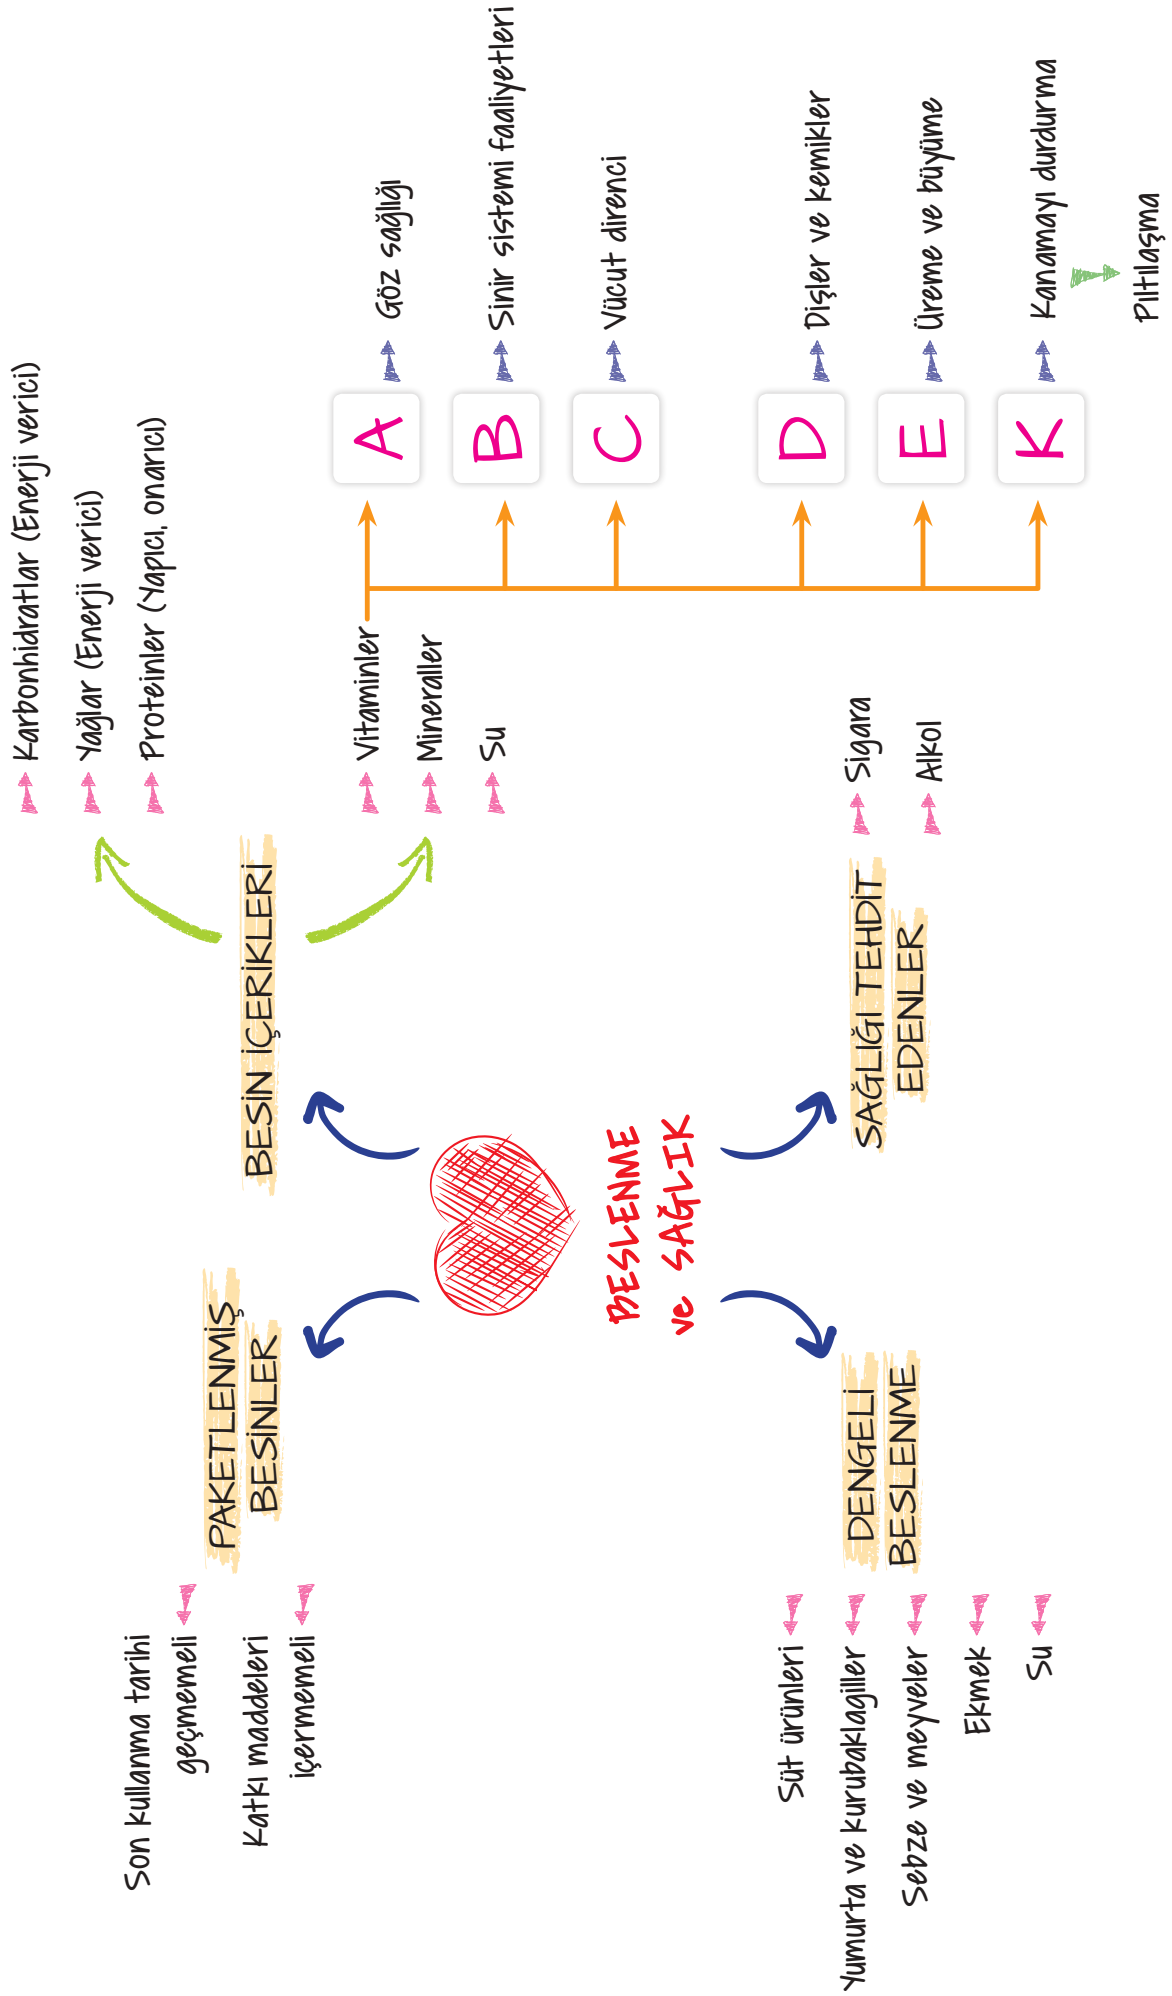 Son kullanma tarihi
geçmemeli
Katkı maddeleri
içermemeli
PAKETLENMİŞ
BESİNLER
BESİN İÇERİKLERİ
Karbonhidratlar (Enerji verici)
Yağlar (Enerji verici)
Proteinler (Yapıcı, onarıcı)
Vitaminler
Mineraller
Su
A
Göz sağlığı
B
Sinir sistemi faaliyetleri
C
Vücut direnci
D
Dişler ve kemikler
E
Üreme ve büyüme
K
Kanamayı durdurma
Pıltılaşma
BESLENME
ve SAĞLIK
DENGELİ
BESLENME
Süt ürünleri
Yumurta ve kurubaklagiller
Sebze ve meyveler
Ekmek
Su
SAĞLIĞI TEHDİT
EDENLER
Sigara
Alkol